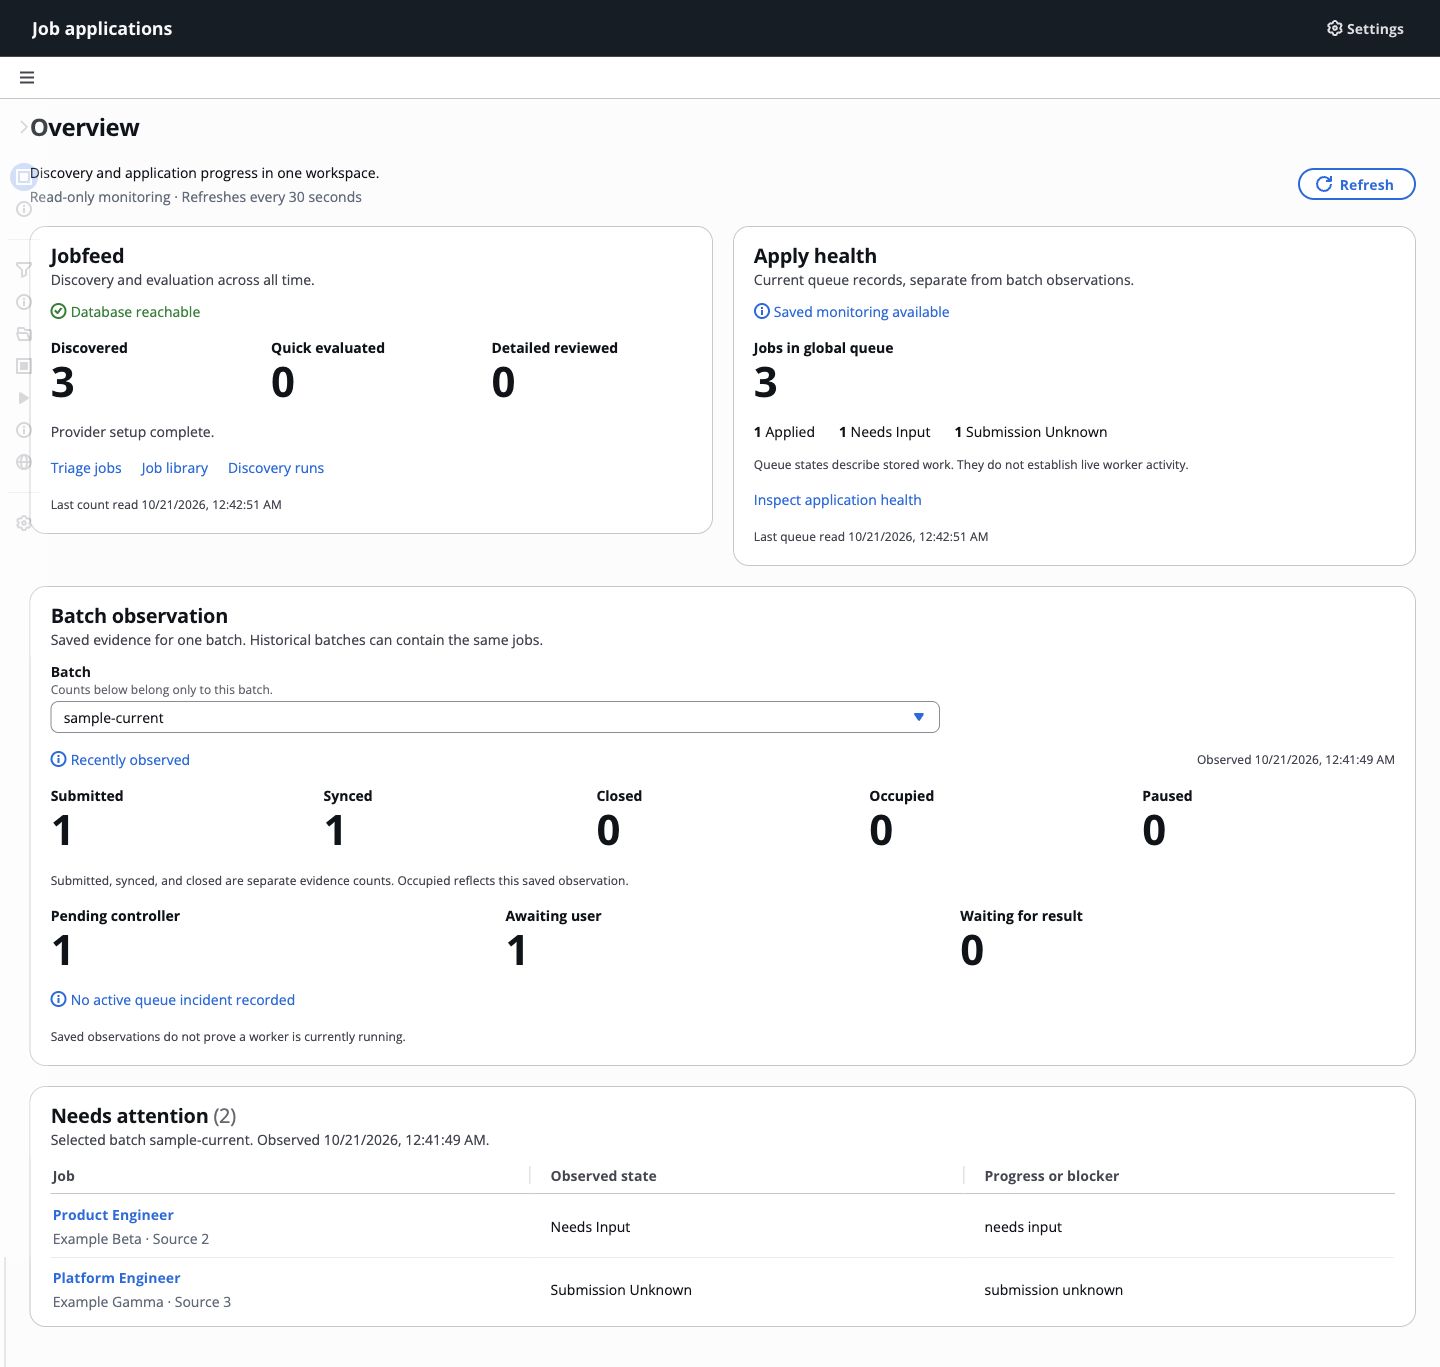 Job applications
Settings
Overview
Discovery and application progress in one workspace.
Read-only monitoring · Refreshes every 30 seconds
Refresh
Jobfeed
Discovery and evaluation across all time.
Database reachable
Discovered
Quick evaluated
Detailed reviewed
3
0
0
Provider setup complete.
Triage jobs
Job library
Discovery runs
Last count read 10/21/2026, 12:42:51 AM
Apply health
Current queue records, separate from batch observations.
Saved monitoring available
Jobs in global queue
3
1 Applied
1 Needs Input
1 Submission Unknown
Queue states describe stored work. They do not establish live worker activity.
Inspect application health
Last queue read 10/21/2026, 12:42:51 AM
Batch observation
Saved evidence for one batch. Historical batches can contain the same jobs.
Batch
Counts below belong only to this batch.
sample-current
Recently observed
Observed 10/21/2026, 12:41:49 AM
Submitted
Synced
Closed
Occupied
Paused
1
1
0
0
0
Submitted, synced, and closed are separate evidence counts. Occupied reflects this saved observation.
Pending controller
Awaiting user
Waiting for result
1
1
0
No active queue incident recorded
Saved observations do not prove a worker is currently running.
Needs attention (2)
Selected batch sample-current. Observed 10/21/2026, 12:41:49 AM.
Job
Observed state
Progress or blocker
Product Engineer
Example Beta · Source 2
Needs Input
needs input
Platform Engineer
Example Gamma · Source 3
Submission Unknown
submission unknown